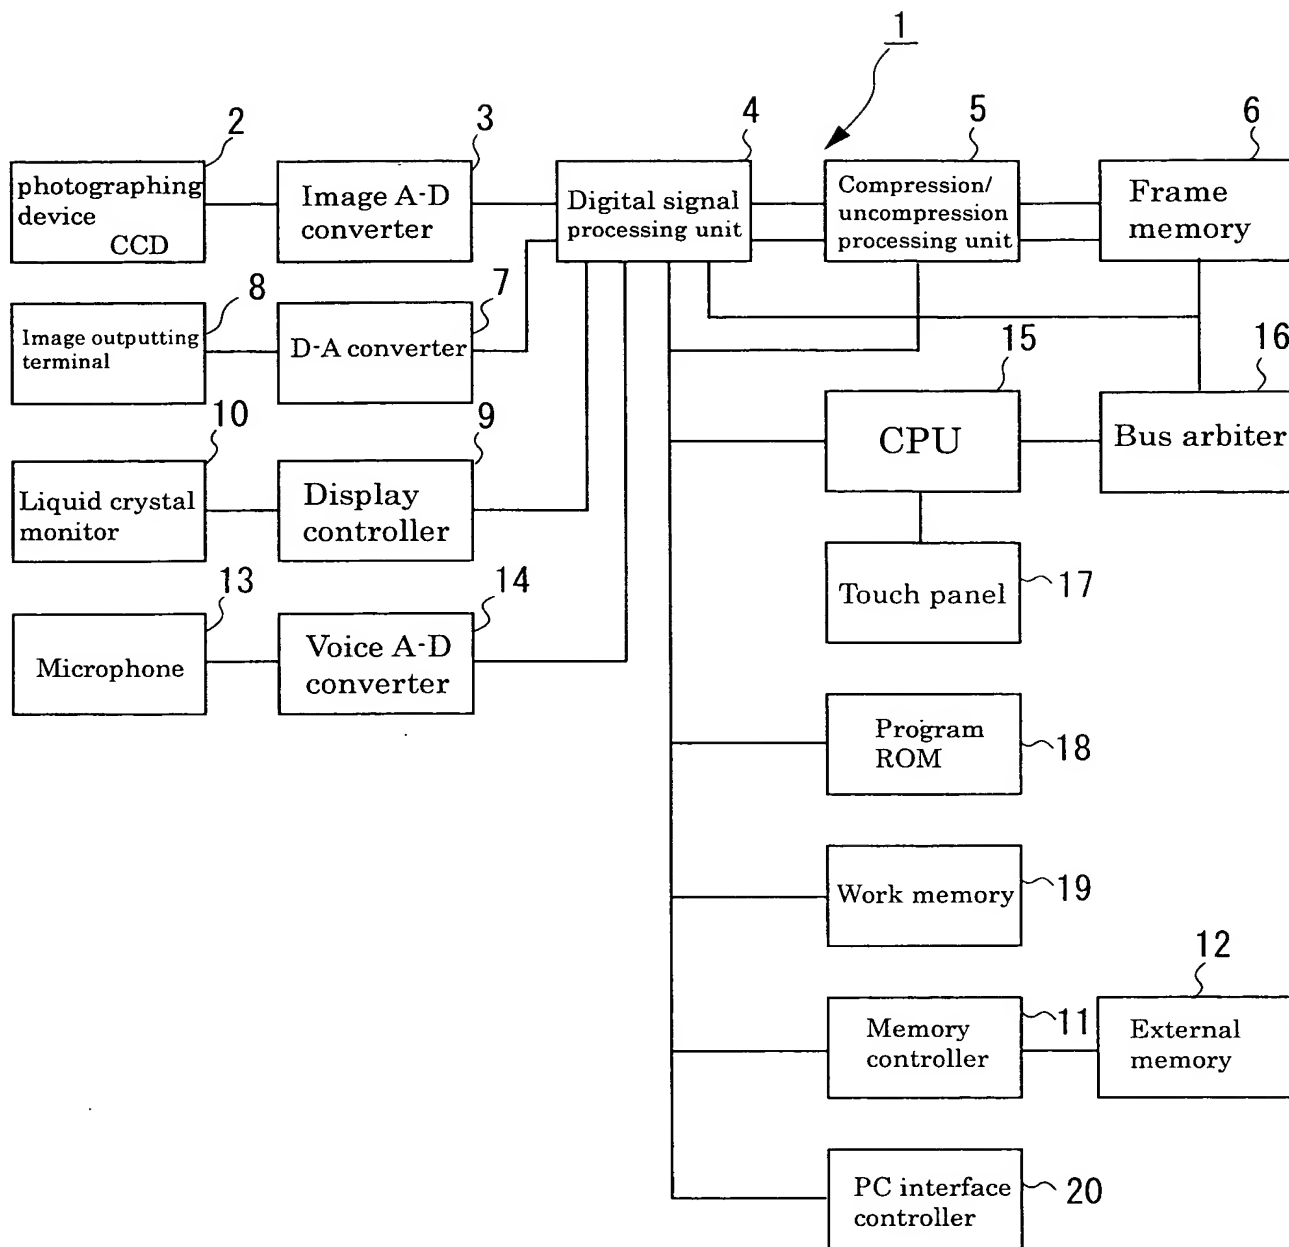 1
2
3
4
5
6
photographing
device
CCD
Image A-D
converter
Digital signal
processing unit
Compression/
uncompression
processing unit
Frame
memory
8
7
Image outputting
terminal
D-A converter
15
16
CPU
Bus arbiter
10
9
Liquid crystal
monitor
Display
controller
Touch panel
17
13
14
Microphone
Voice A-D
converter
Program
ROM
18
Work memory
19
12
Memory
controller
11
External
memory
PC interface
controller
20